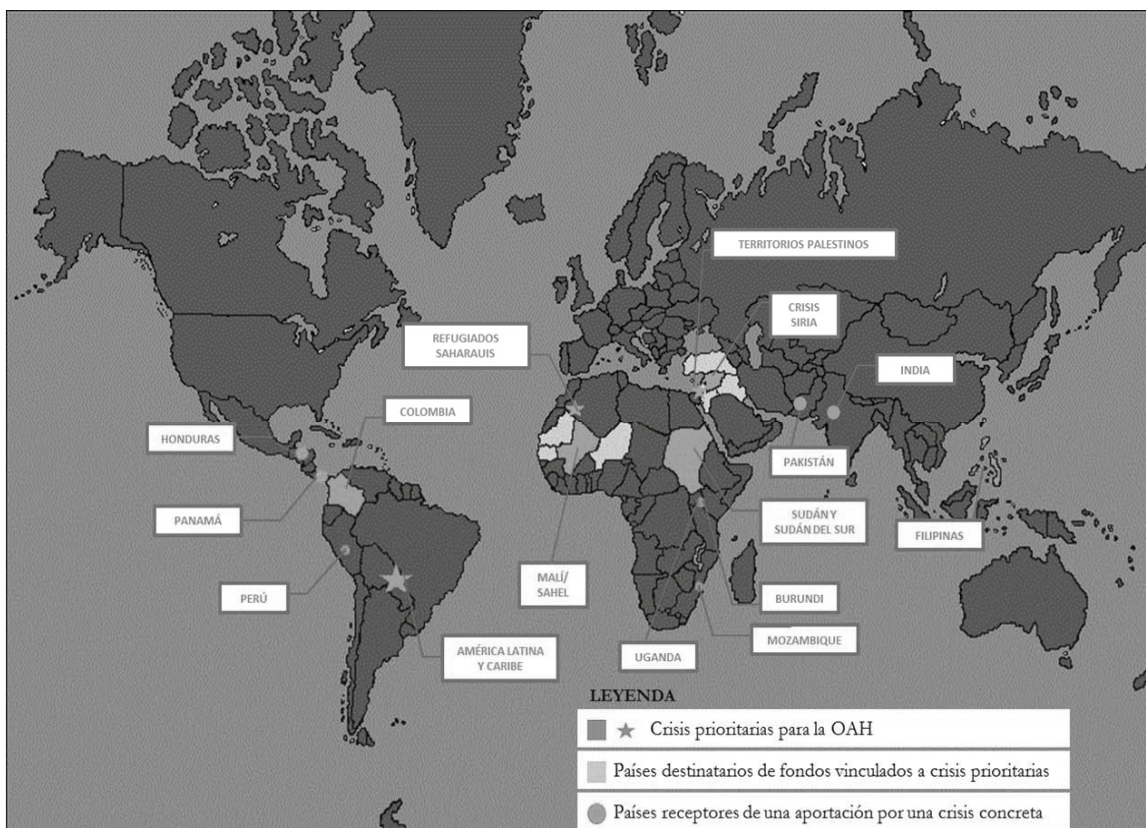 TERRITORIOS PALESTINOS
CRISIS
SIRIA
REFUGIADOS
SAHARAUIS
INDIA
COLOMBIA
HONDURAS
PAKISTÁN
PANAMÁ
SUDÁN Y
SUDÁN DEL SUR
FILIPINAS
MALÍ/
SAHEL
PERÚ
BURUNDI
MOZAMBIQUE
AMÉRICA LATINA
Y CARIBE
UGANDA
LEYENDA
Crisis prioritarias para la OAH
Países destinatarios de fondos vinculados a crisis prioritarias
Países receptores de una aportación por una crisis concreta